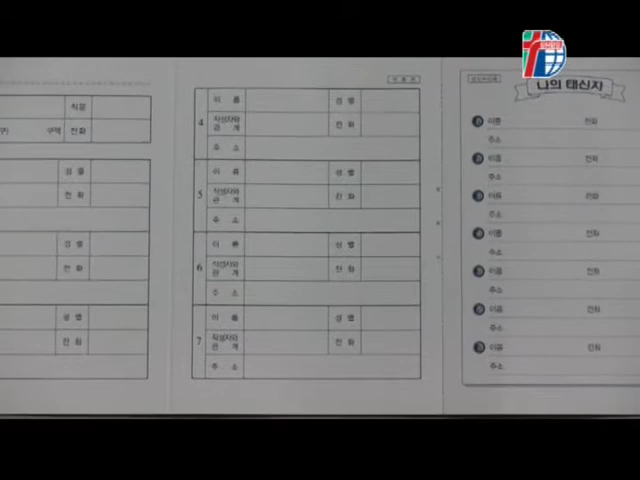 직분
구역 전화
성 별
전 화
성 별
전 화
성 별
전 화
4 이 름 성 별
작성자와 관 계 전 화
주 소
5 이 름 성 별
작성자와 관 계 전 화
주 소
6 이 름 성 별
작성자와 관 계 전 화
주 소
7 이 름 성 별
작성자와 관 계 전 화
주 소
나의 태신자
이름 전화
주소
이름 전화
주소
이름 전화
주소
이름 전화
주소
이름 전화
주소
이름 전화
주소
이름 전화
주소